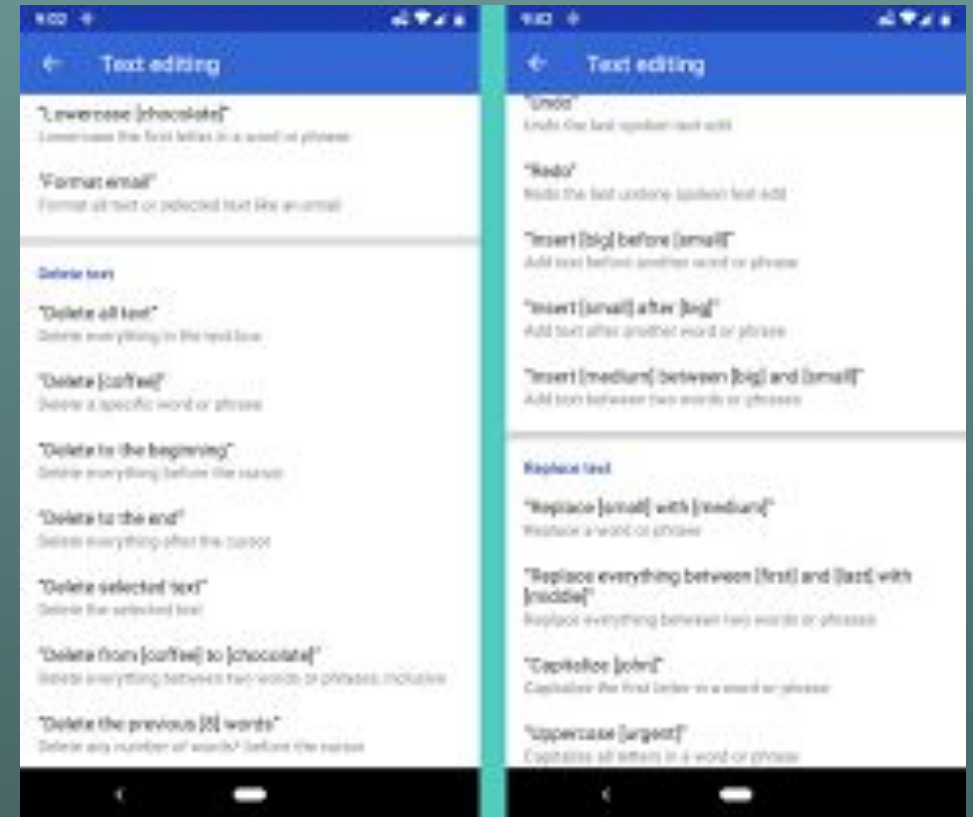 9:02
Text editing
"Lowercase [chocolate]"
Lowercase the first letter in a word or phrase
"Format email"
Format all text or selected text like an email
Delete text
"Delete all text"
Delete everything in the text box
"Delete [coffee]"
Delete a specific word or phrase
"Delete to the beginning"
Delete everything before the cursor
"Delete to the end"
Delete everything after the cursor
"Delete selected text"
Delete the selected text
"Delete from [coffee] to [chocolate]"
Delete everything between two words or phrases, inclusive
"Delete the previous [8] words"
Delete any number of words* before the cursor
9:02
Text editing
"Undo"
Undo the last spoken text edit
"Redo"
Redo the last undone spoken text edit
"Insert [big] before [small]"
Add text before another word or phrase
"Insert [small] after [big]"
Add text after another word or phrase
"Insert [medium] between [big] and [small]"
Add text between two words or phrases
Replace text
"Replace [small] with [medium]"
Replace a word or phrase
"Replace everything between [first] and [last] with
[middle]"
Replace everything between two words or phrases
"Capitalize [john]"
Capitalize the first letter in a word or phrase
"Uppercase [urgent]"
Capitalize all letters in a word or phrase